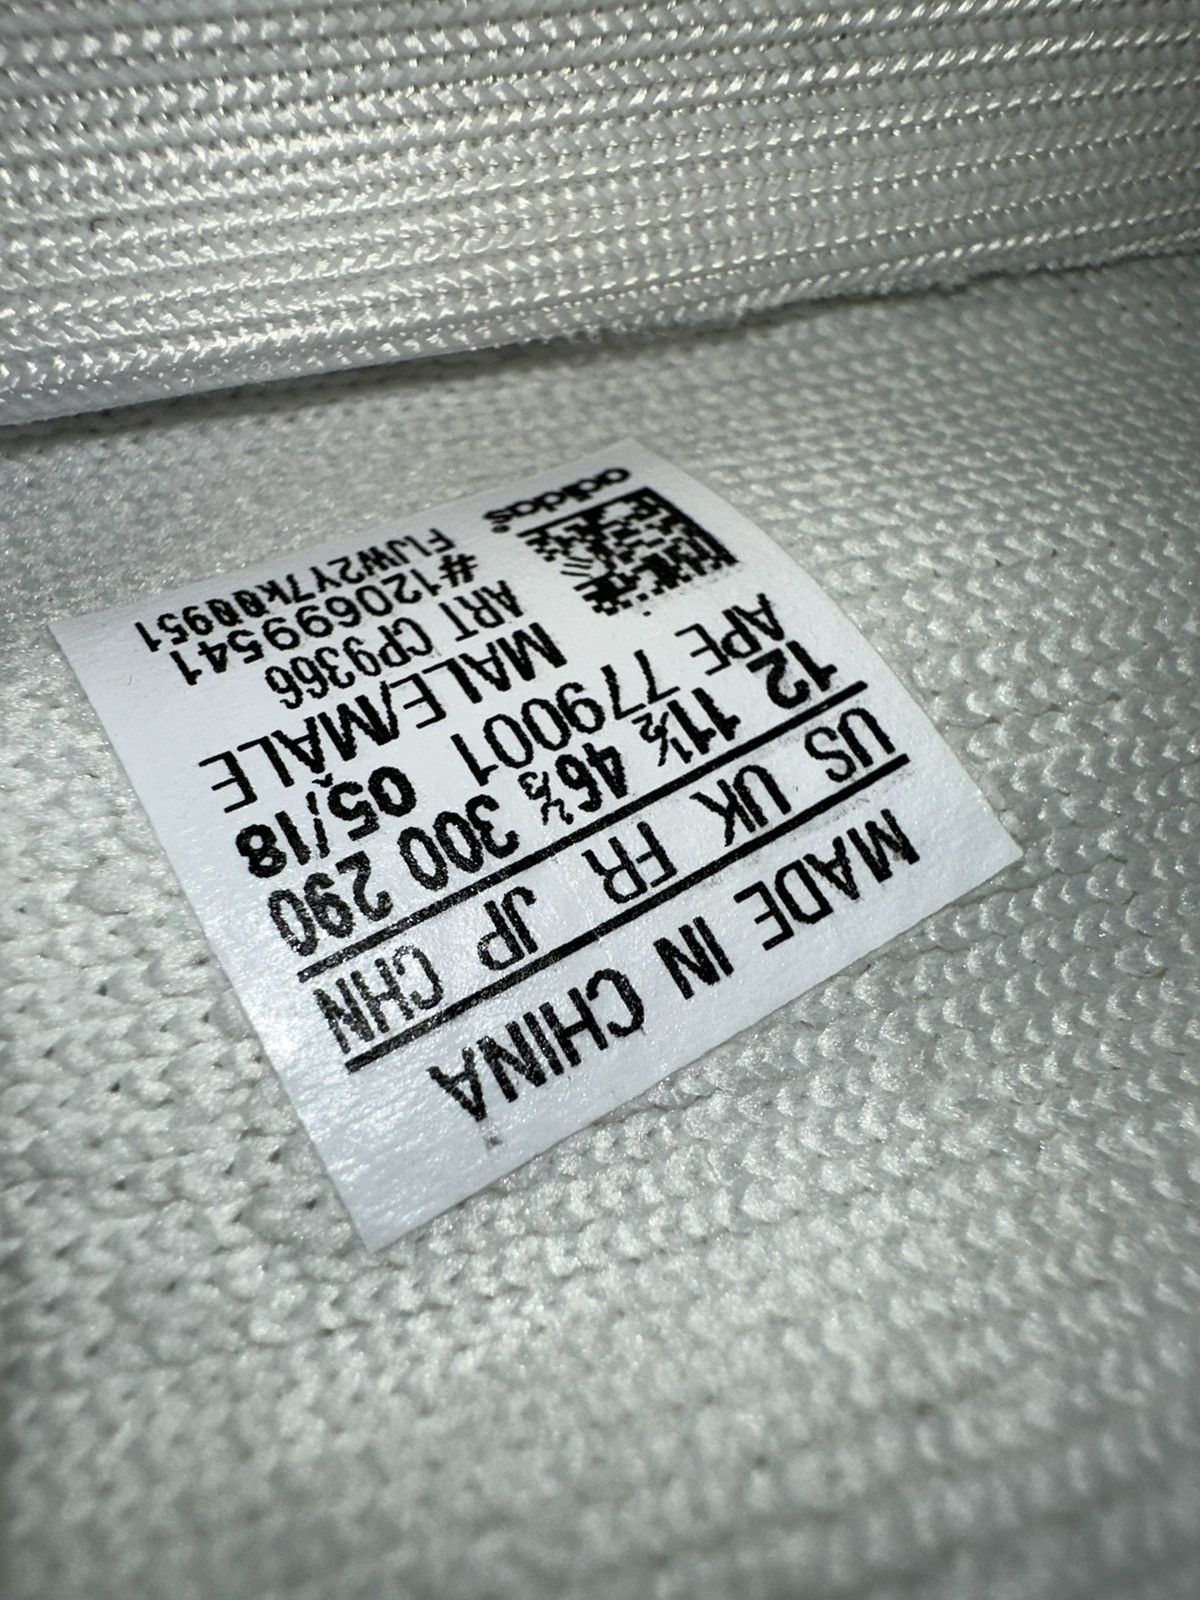 MADE IN CHINA
US UK FR JP CHN
12 11½ 46⅔ 300 290
APE 779001 05/18
MALE/MALE
ART CP9366
#120699541
F1JW2Y7k00951
adidas®